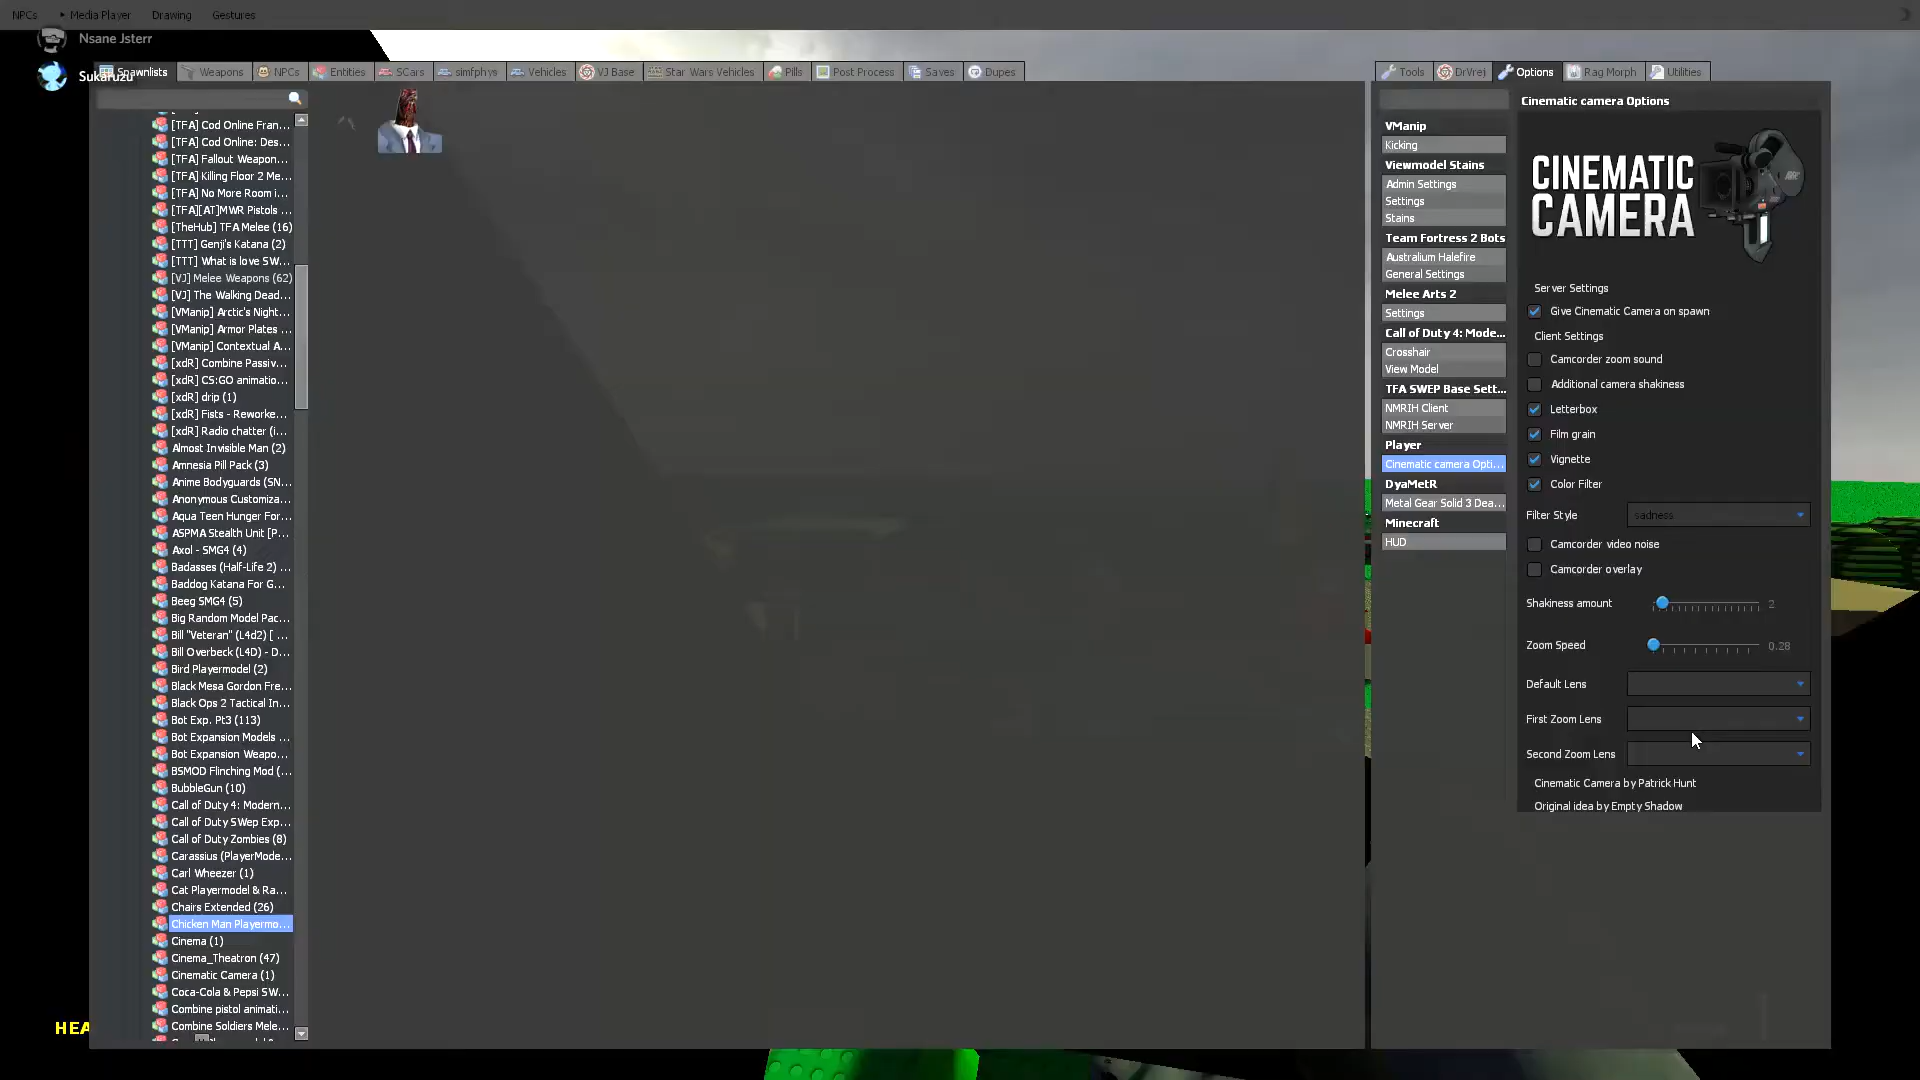 NPCs
Media Player
Drawing
Gestures
Nsane Jsterr
Sukaruzu
Spawnlists
Weapons
NPCs
Entities
SCars
simfphys
Vehicles
VJ Base
Star Wars Vehicles
Pills
Post Process
Saves
Dupes
Tools
DrVrej
Options
Rag Morph
Utilities
[TFA] Cod Online Fran...
[TFA] Cod Online: Des...
[TFA] Fallout Weapon...
[TFA] Killing Floor 2 Me...
[TFA] No More Room i...
[TFA][AT]MWR Pistols ...
[TheHub] TFA Melee (16)
[TTT] Genji's Katana (2)
[TTT] What is love SW...
[VJ] Melee Weapons (62)
[VJ] The Walking Dead...
[VManip] Arctic's Night...
[VManip] Armor Plates ...
[VManip] Contextual A...
[xdR] Combine Passiv...
[xdR] CS:GO animatio...
[xdR] drip (1)
[xdR] Fists - Reworke...
[xdR] Radio chatter (i...
Almost Invisible Man (2)
Amnesia Pill Pack (3)
Anime Bodyguards (SN...
Anonymous Customiza...
Aqua Teen Hunger For...
ASPMA Stealth Unit [P...
Axol - SMG4 (4)
Badasses (Half-Life 2) ...
Baddog Katana For G...
Beeg SMG4 (5)
Big Random Model Pac...
Bill "Veteran" (L4d2) [ ...
Bill Overbeck (L4D) - D...
Bird Playermodel (2)
Black Mesa Gordon Fre...
Black Ops 2 Tactical In...
Bot Exp. Pt3 (113)
Bot Expansion Models ...
Bot Expansion Weapo...
BSMOD Flinching Mod (...
BubbleGun (10)
Call of Duty 4: Modern...
Call of Duty SWep Exp...
Call of Duty Zombies (8)
Carassius (PlayerMode...
Carl Wheezer (1)
Cat Playermodel & Ra...
Chairs Extended (26)
Chicken Man Playermo...
Cinema (1)
Cinema_Theatron (47)
Cinematic Camera (1)
Coca-Cola & Pepsi SW...
Combine pistol animati...
Combine Soldiers Mele...
HEA
VManip
Kicking
Viewmodel Stains
Admin Settings
Settings
Stains
Team Fortress 2 Bots
Australium Halefire
General Settings
Melee Arts 2
Settings
Call of Duty 4: Mode...
Crosshair
View Model
TFA SWEP Base Sett...
NMRIH Client
NMRIH Server
Player
Cinematic camera Opti...
DyaMetR
Metal Gear Solid 3 Dea...
Minecraft
HUD
Cinematic camera Options
CINEMATIC
CAMERA
Server Settings
Give Cinematic Camera on spawn
Client Settings
Camcorder zoom sound
Additional camera shakiness
Letterbox
Film grain
Vignette
Color Filter
Filter Style
sadness
Camcorder video noise
Camcorder overlay
Shakiness amount
2
Zoom Speed
0.28
Default Lens
First Zoom Lens
Second Zoom Lens
Cinematic Camera by Patrick Hunt
Original idea by Empty Shadow